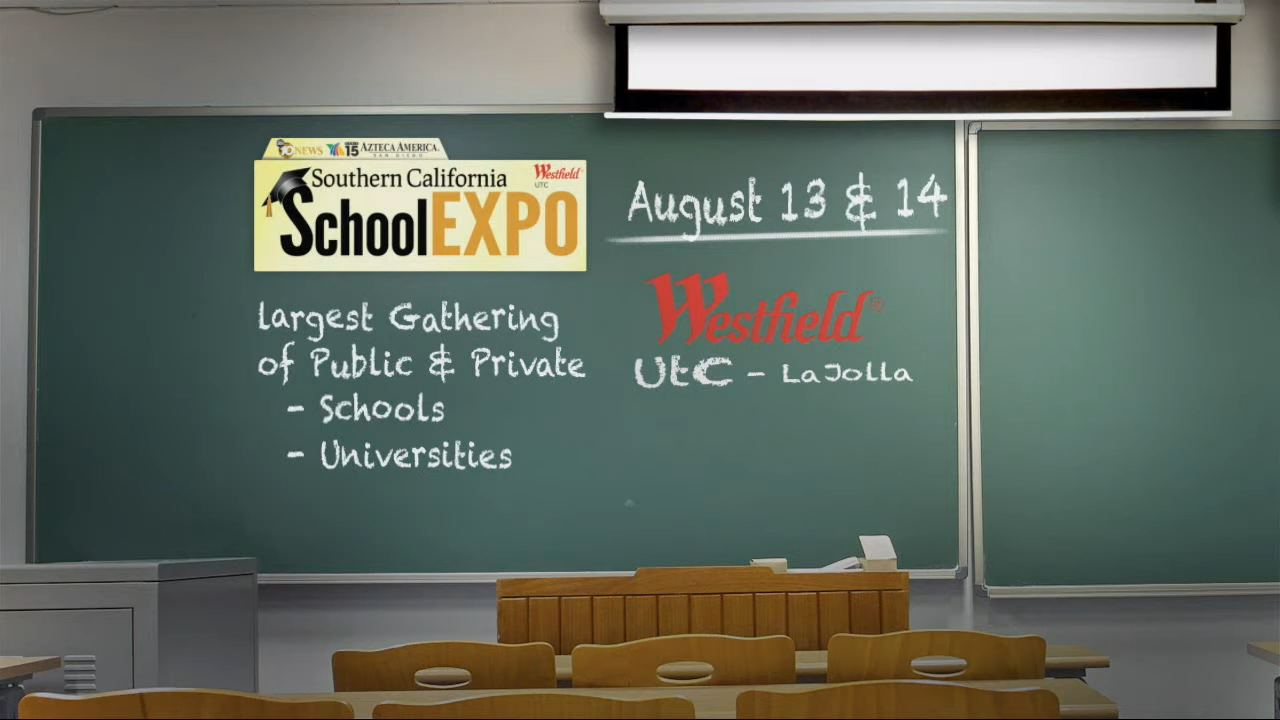 10 NEWS 15 AZTECA AMERICA
SAN DIEGO
Southern California
Westfield
UTC
SchoolEXPO
August 13 & 14
Largest Gathering
of Public & Private
- Schools
- Universities
Westfield®
UTC - LaJolla